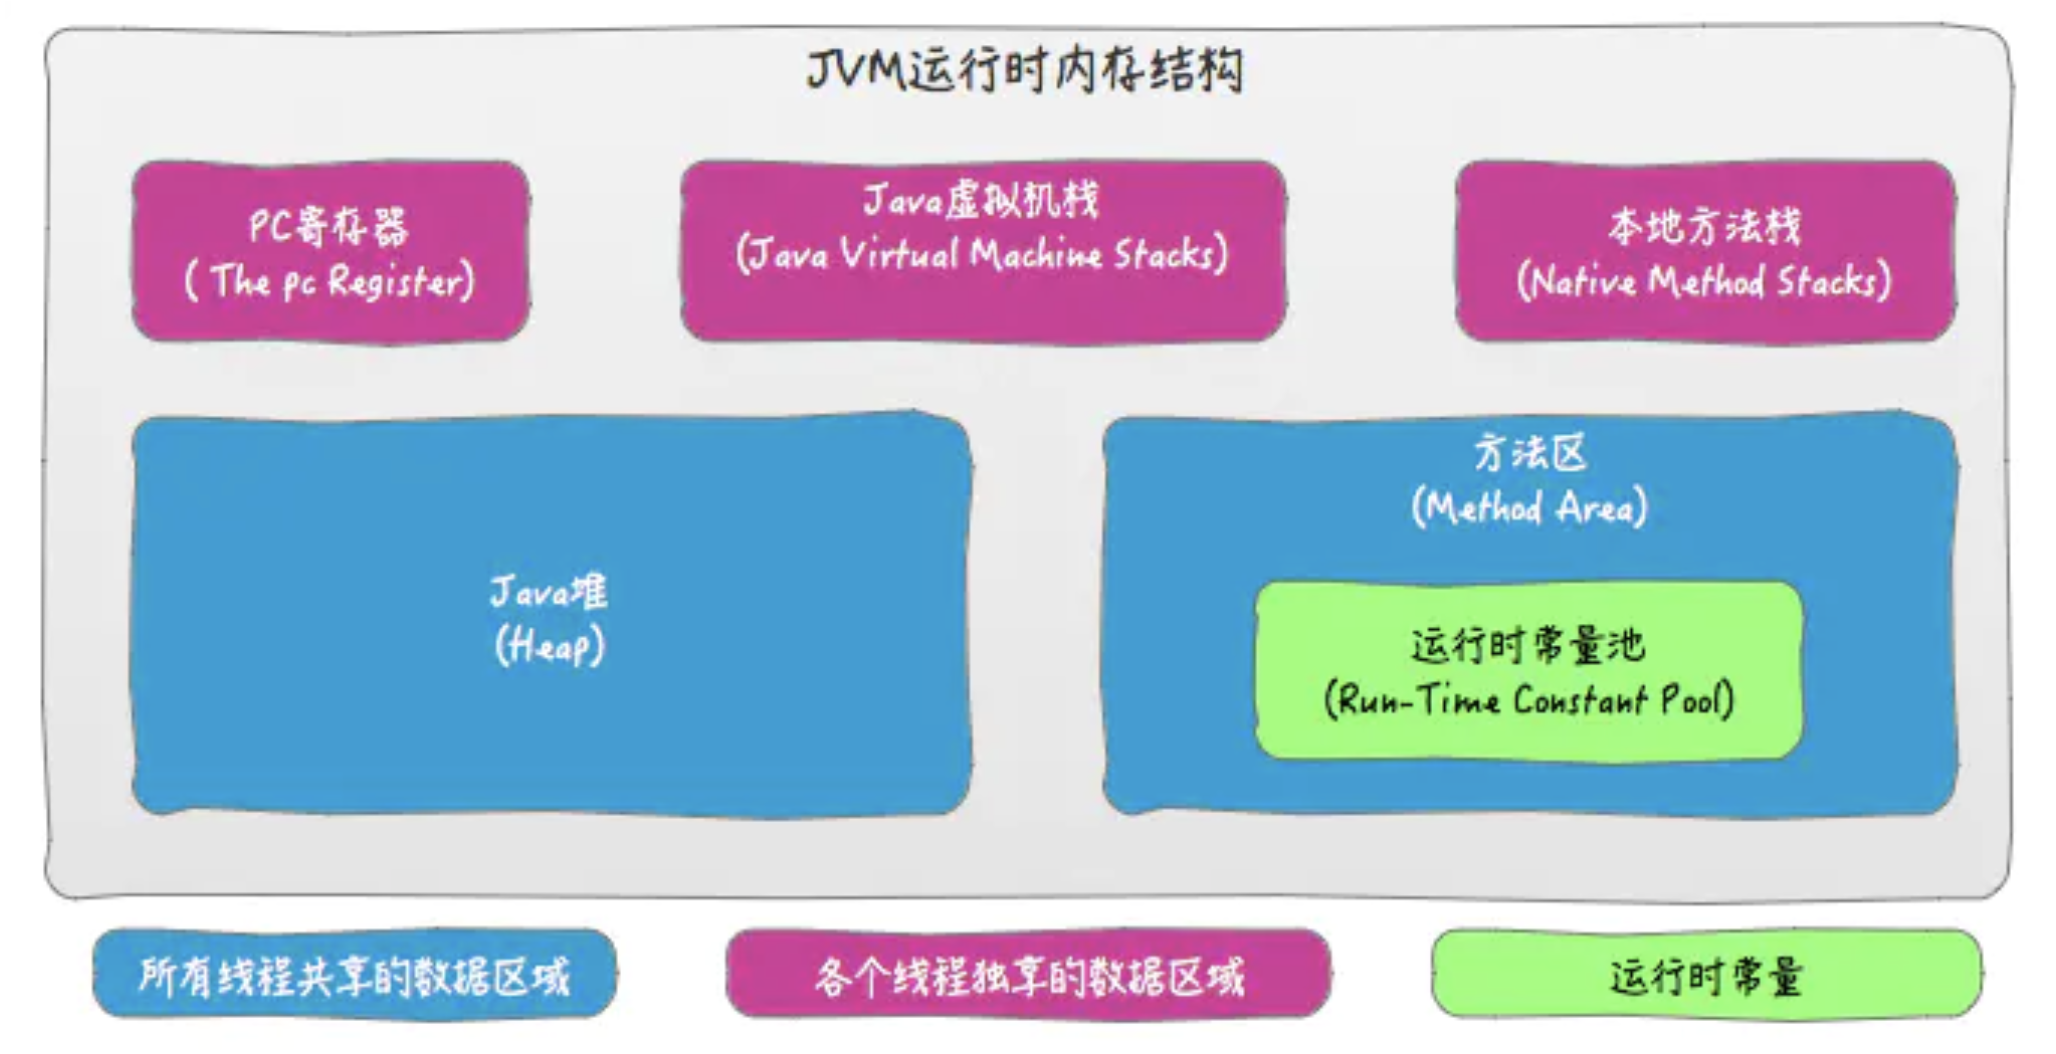 JVM运行时内存结构
PC寄存器
( The pc Register)
Java虚拟机栈
(Java Virtual Machine Stacks)
本地方法栈
(Native Method Stacks)
Java堆
(Heap)
方法区
(Method Area)
运行时常量池
(Run-Time Constant Pool)
所有线程共享的数据区域
各个线程独享的数据区域
运行时常量